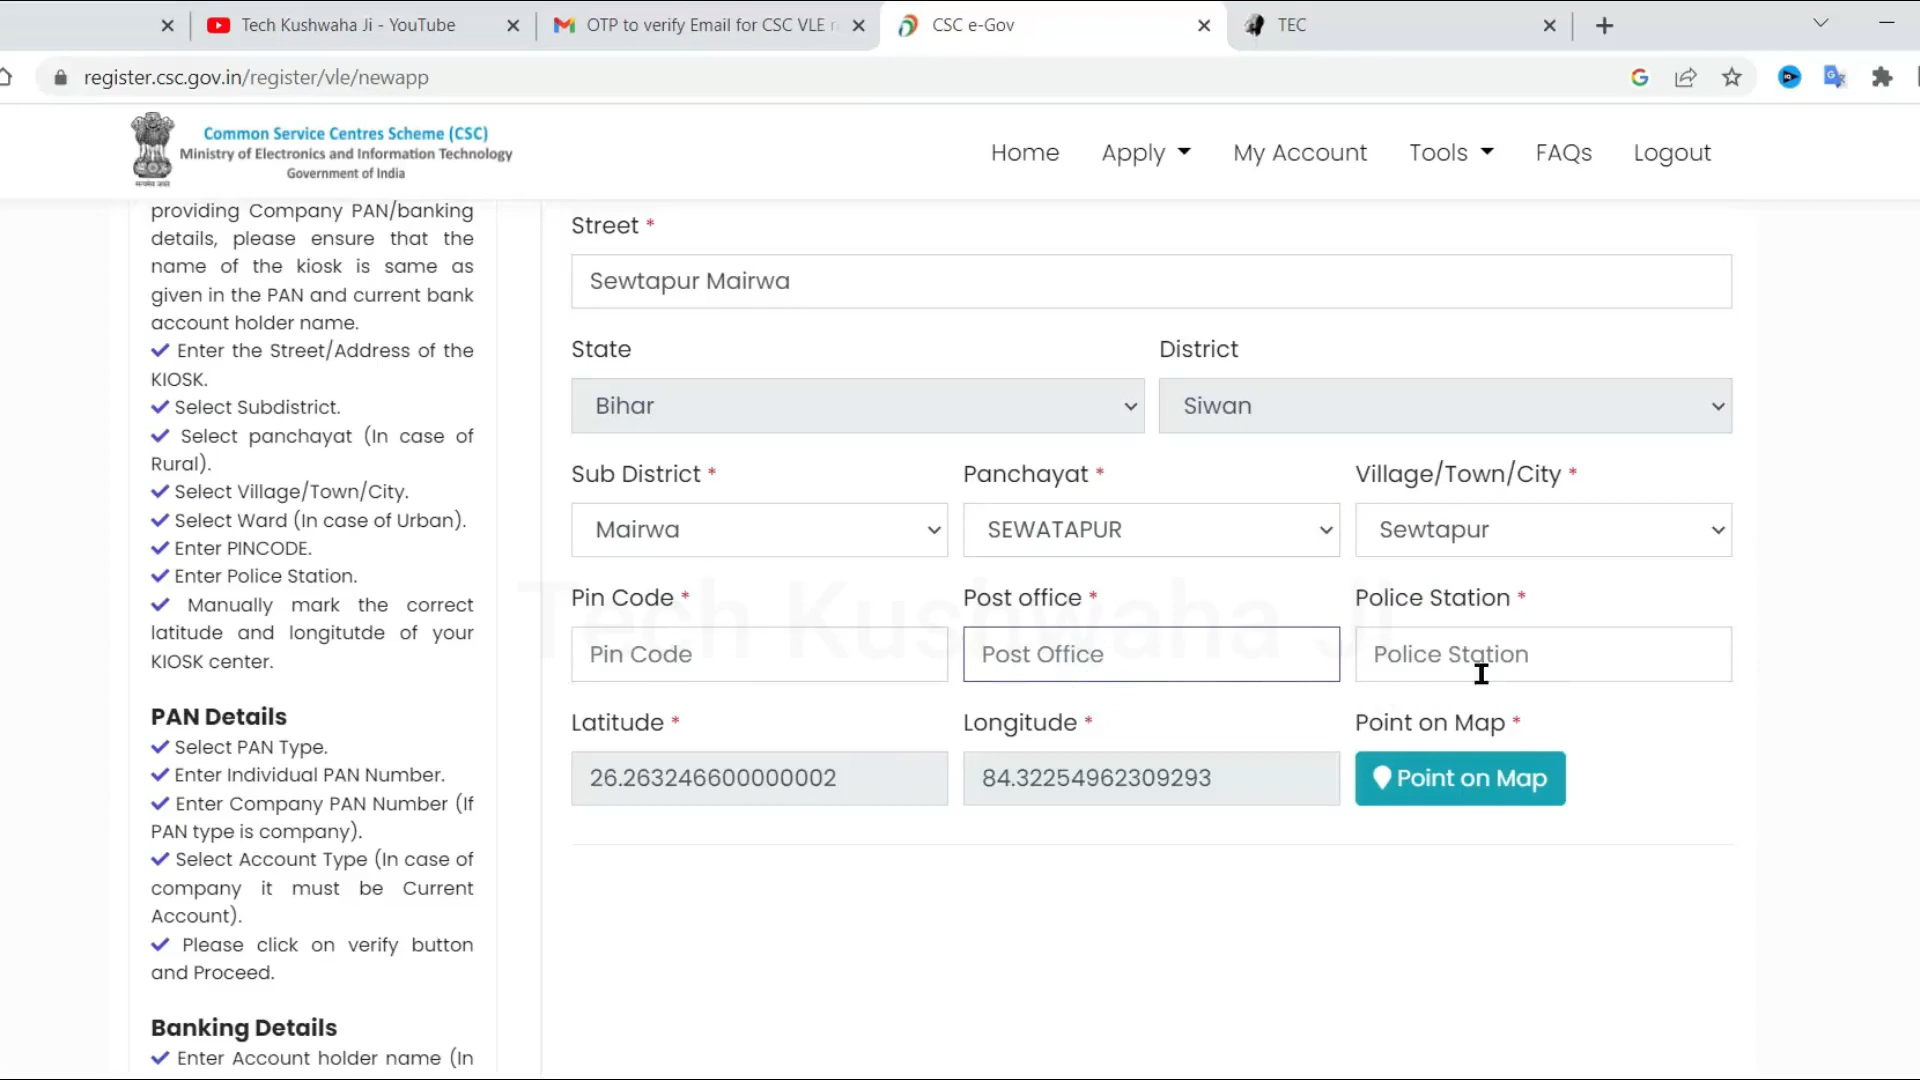 Tech Kushwaha Ji - YouTube
OTP to verify Email for CSC VLE r
CSC e-Gov
TEC
register.csc.gov.in/register/vle/newapp
सत्यमेव जयते
Common Service Centres Scheme (CSC)
Ministry of Electronics and Information Technology
Government of India
Home
Apply
My Account
Tools
FAQs
Logout
providing Company PAN/banking
details, please ensure that the
name of the kiosk is same as
given in the PAN and current bank
account holder name.
Enter the Street/Address of the
KIOSK.
Select Subdistrict.
Select panchayat (In case of
Rural).
Select Village/Town/City.
Select Ward (In case of Urban).
Enter PINCODE.
Enter Police Station.
Manually mark the correct
latitude and longitutde of your
KIOSK center.
PAN Details
Select PAN Type.
Enter Individual PAN Number.
Enter Company PAN Number (If
PAN type is company).
Select Account Type (In case of
company it must be Current
Account).
Please click on verify button
and Proceed.
Banking Details
Enter Account holder name (In
Street *
Sewtapur Mairwa
State
District
Bihar
Siwan
Sub District *
Panchayat *
Village/Town/City *
Mairwa
SEWATAPUR
Sewtapur
Tech Kushwaha Ji
Pin Code *
Post office *
Police Station *
Pin Code
Post Office
Police Station
Latitude *
Longitude *
Point on Map *
26.263246600000002
84.32254962309293
Point on Map